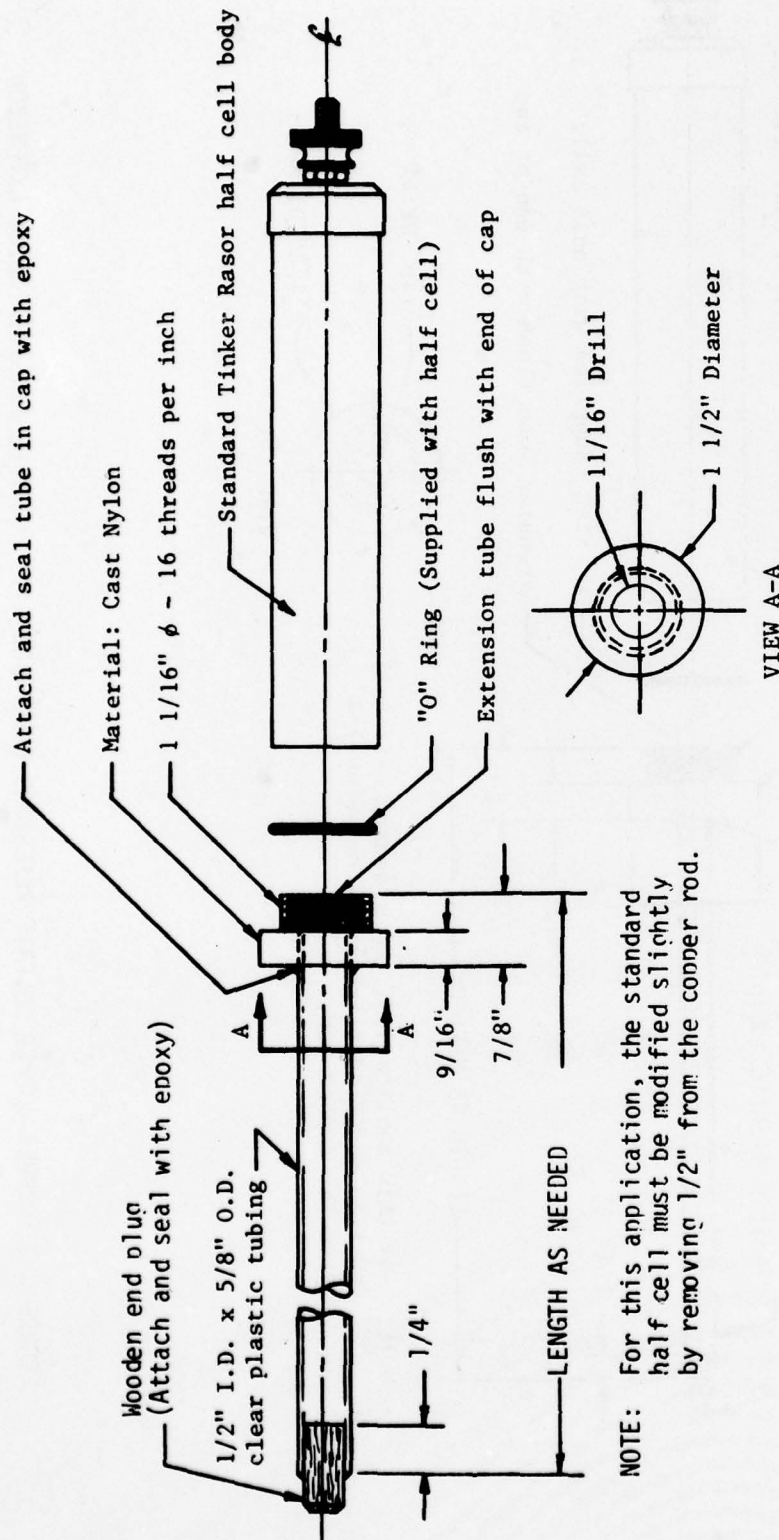 Attach and seal tube in cap with epoxy
Material: Cast Nylon
1 1/16" ϕ - 16 threads per inch
Standard Tinker Rasor half cell body
Wooden end plug
(Attach and seal with epoxy)
1/2" I.D. x 5/8" O.D.
clear plastic tubing
A
A
"O" Ring (Supplied with half cell)
Extension tube flush with end of cap
1/4"
9/16"
7/8"
LENGTH AS NEEDED
11/16" Drill
1 1/2" Diameter
VIEW A-A
NOTE: For this application, the standard
half cell must be modified slightly
by removing 1/2" from the copper rod.